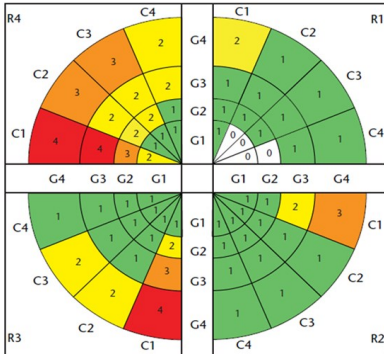 R4 C4 C1 R1
C3 G4 C2
2 2
3 1
C2 2 G3 1 C3
3 2 1 1
2 1 G2 1 1 1
C1 2 1 1 1 0 1 1 C4
4 4 3 2 G1 0 0 0 1 1
G4 G3 G2 G1 G1 G2 G3 G4
C4 1 1 1 1 1 1 2 3 C1
1 1 1 G1 1 1 1
2 2 1 2 G2 1 1 1 1
C3 2 3 G3 1 1 C2
C2 4 G4 1 1 C3
R3 C1 C4 R2